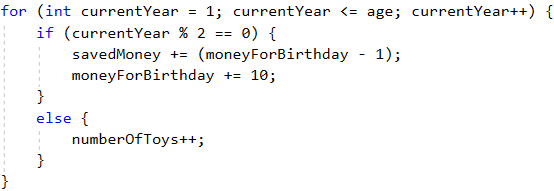 for (int currentYear = 1; currentYear <= age; currentYear++) {
    if (currentYear % 2 == 0) {
        savedMoney += (moneyForBirthday - 1);
        moneyForBirthday += 10;
    }
    else {
        numberOfToys++;
    }
}